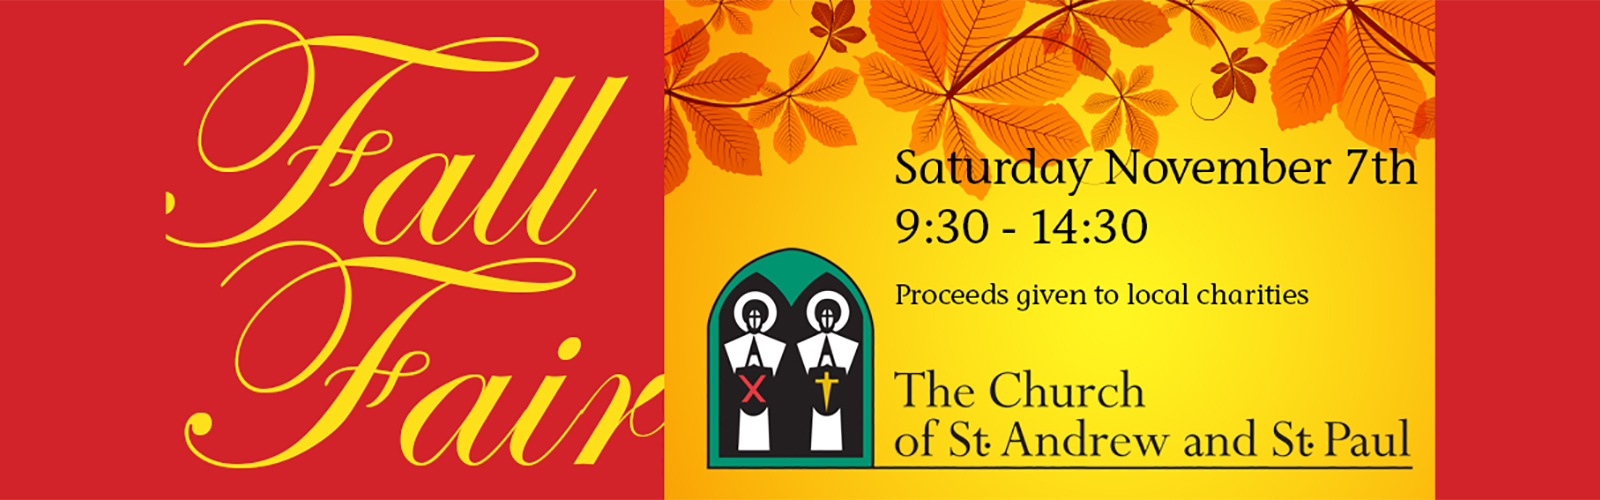 Fall
Fair
Saturday November 7th
9:30 - 14:30
Proceeds given to local charities
The Church
of St. Andrew and St. Paul